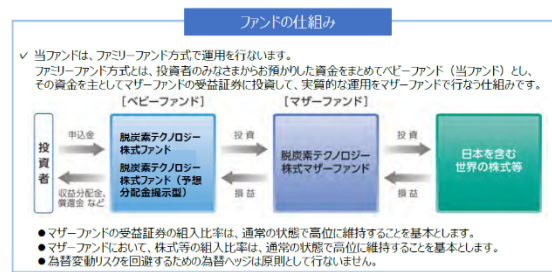 ファンドの仕組み
✓ 当ファンドは、ファミリーファンド方式で運用を行ないます。
ファミリーファンド方式とは、投資者のみなさまからお預かりした資金をまとめてベビーファンド（当ファンド）とし、
その資金を主としてマザーファンドの受益証券に投資して、実質的な運用をマザーファンドで行なう仕組みです。
［ベビーファンド］
［マザーファンド］
投資者
申込金
収益分配金、
償還金 など
脱炭素テクノロジー
株式ファンド
脱炭素テクノロジー
株式ファンド（予想
分配金提示型）
投資
損益
脱炭素テクノロジー
株式マザーファンド
投資
損益
日本を含む
世界の株式等
●マザーファンドの受益証券の組入比率は、通常の状態で高位に維持することを基本とします。
●マザーファンドにおいて、株式等の組入比率は、通常の状態で高位に維持することを基本とします。
●為替変動リスクを回避するための為替ヘッジは原則として行ないません。